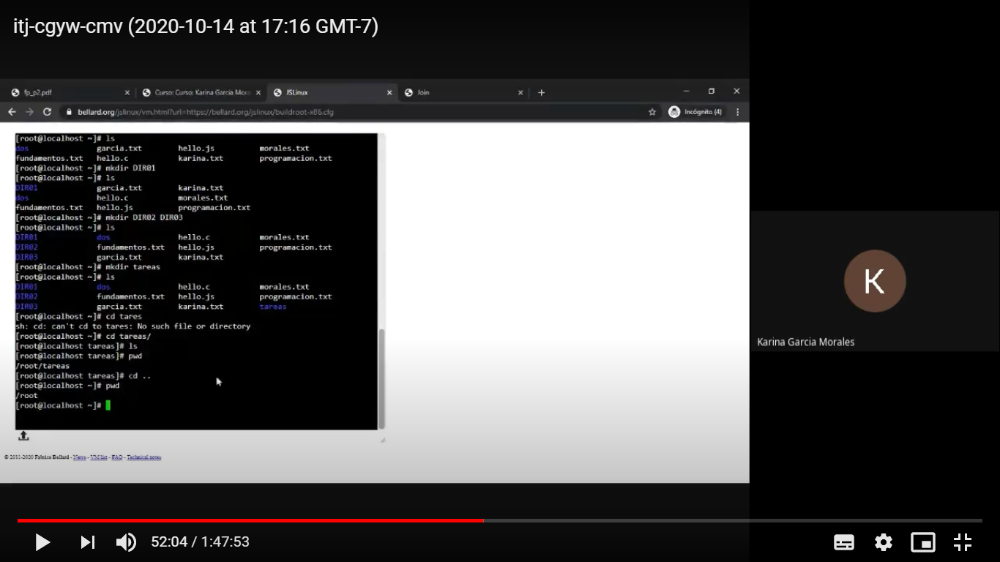 itj-cgyw-cmv (2020-10-14 at 17:16 GMT-7)
fp_p2.pdf Curso: Curso: Karina Garcia Mora JSLinux Join
bellard.org/jslinux/vm.html?url=https://bellard.org/jslinux/buildroot-x86.cfg Incógnito (4)
[root@localhost ~]# ls
dos garcia.txt hello.js morales.txt
fundamentos.txt hello.c karina.txt programacion.txt
[root@localhost ~]# mkdir DIR01
[root@localhost ~]# ls
DIR01 garcia.txt karina.txt
dos hello.c morales.txt
fundamentos.txt hello.js programacion.txt
[root@localhost ~]# mkdir DIR02 DIR03
[root@localhost ~]# ls
DIR01 dos hello.c morales.txt
DIR02 fundamentos.txt hello.js programacion.txt
DIR03 garcia.txt karina.txt
[root@localhost ~]# mkdir tareas
[root@localhost ~]# ls
DIR01 dos hello.c morales.txt
DIR02 fundamentos.txt hello.js programacion.txt
DIR03 garcia.txt karina.txt tareas
[root@localhost ~]# cd tares
sh: cd: can't cd to tares: No such file or directory
[root@localhost ~]# cd tareas/
[root@localhost tareas]# ls
[root@localhost tareas]# pwd
/root/tareas
[root@localhost tareas]# cd ..
[root@localhost ~]# pwd
/root
[root@localhost ~]#
© 2011-2020 Fabrice Bellard - News - VM list - FAQ - Technical notes
K
Karina Garcia Morales
52:04 / 1:47:53